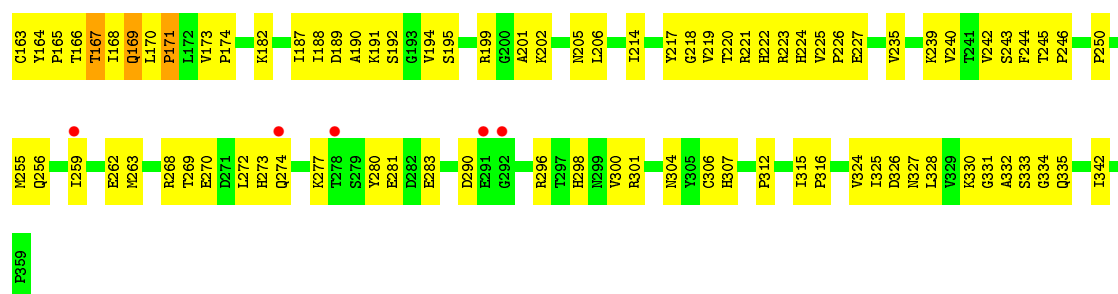 C163 Y164 P165 T166 T167 I168 Q169 L170 P171 L172 V173 P174 K182 I187 I188 D189 A190 K191 S192 G193 V194 S195 R199 G200 A201 K202 N205 L206 I214 Y217 G218 V219 T220 R221 H222 R223 H224 V225 P226 E227 V235 K239 V240 T241 V242 S243 F244 T245 P246 P250
M255 Q256 I259 E262 M263 R268 T269 E270 D271 L272 H273 Q274 K277 T278 S279 Y280 E281 D282 E283 D290 E291 G292 R296 T297 H298 N299 V300 R301 N304 Y305 C306 H307 P312 I315 P316 V324 I325 D326 N327 L328 V329 K330 G331 A332 S333 G334 Q335 I342
P359